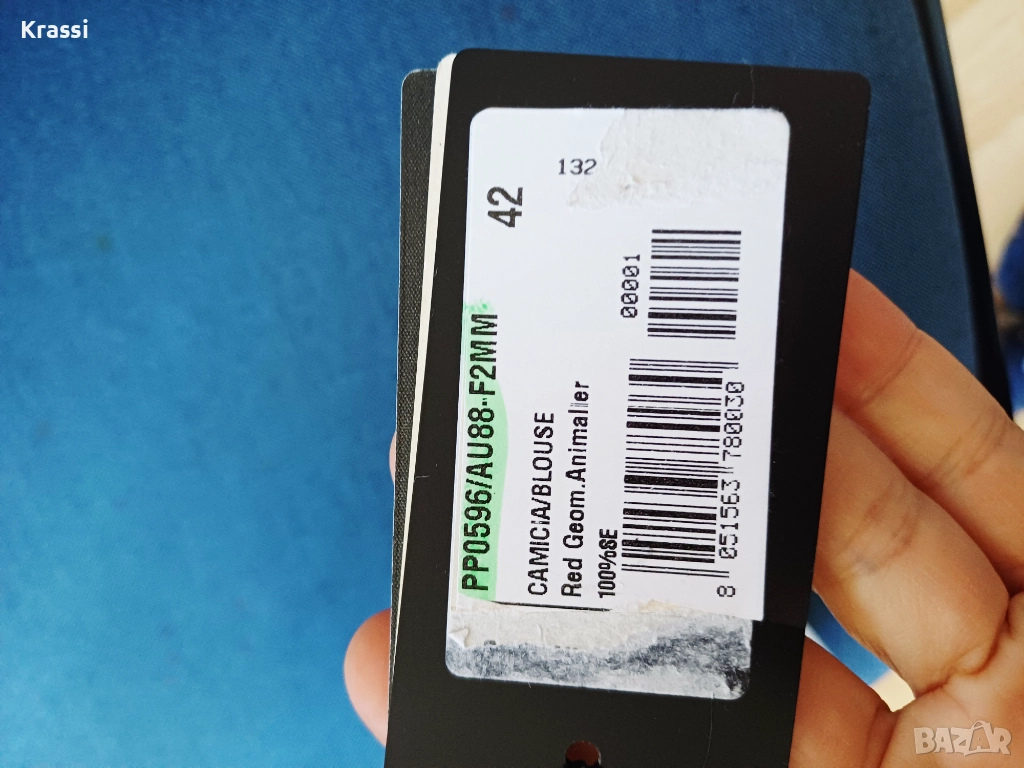 Krassi
PP0596/AU88-F2MM
42
CAMICIA/BLOUSE
132
Red Geom.Animalier
100%SE
00001
8 051563 780030
BAZAR